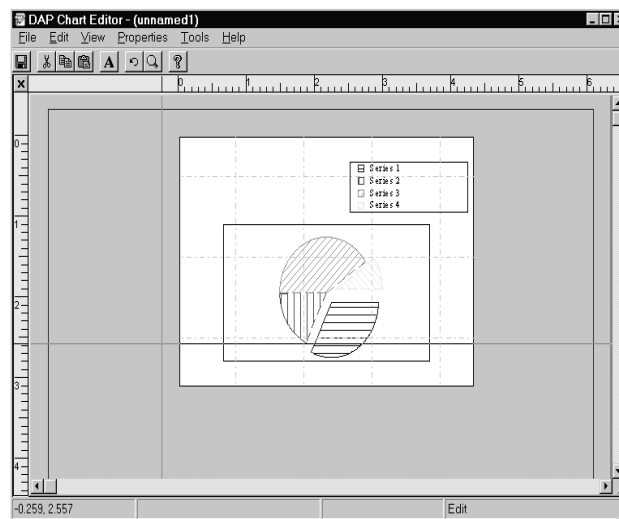 DAP Chart Editor - (unnamed1)
File Edit View Properties Tools Help
A
X
0 1 2 3 4 5 6
0
Series 1
Series 2
Series 3
Series 4
1
2
3
4
-0.259, 2.557 Edit